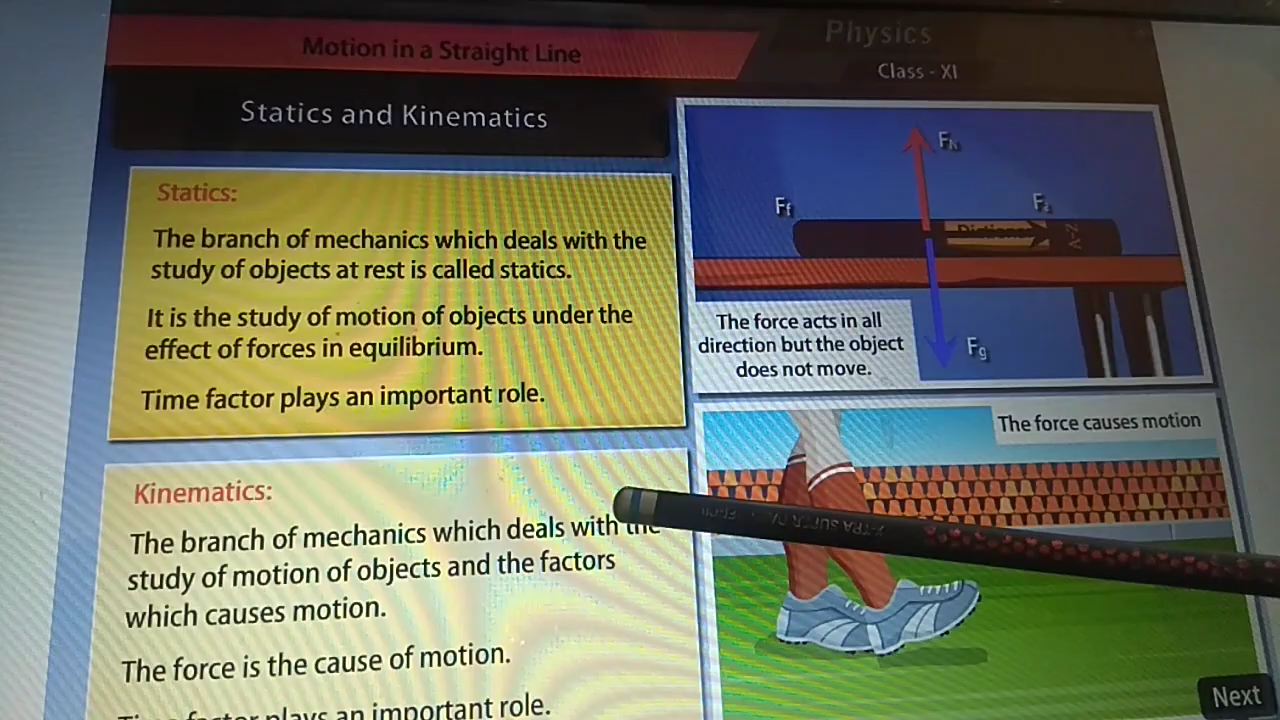 Motion in a Straight Line
Physics
Class - XI
Statics and Kinematics
Statics:
The branch of mechanics which deals with the
study of objects at rest is called statics.
It is the study of motion of objects under the
effect of forces in equilibrium.
Time factor plays an important role.
Kinematics:
The branch of mechanics which deals with the
study of motion of objects and the factors
which causes motion.
The force is the cause of motion.
Time factor plays an important role.
FN
Ff
Fa
Dictionary
Z-V
The force acts in all
direction but the object
does not move.
Fg
The force causes motion
Next